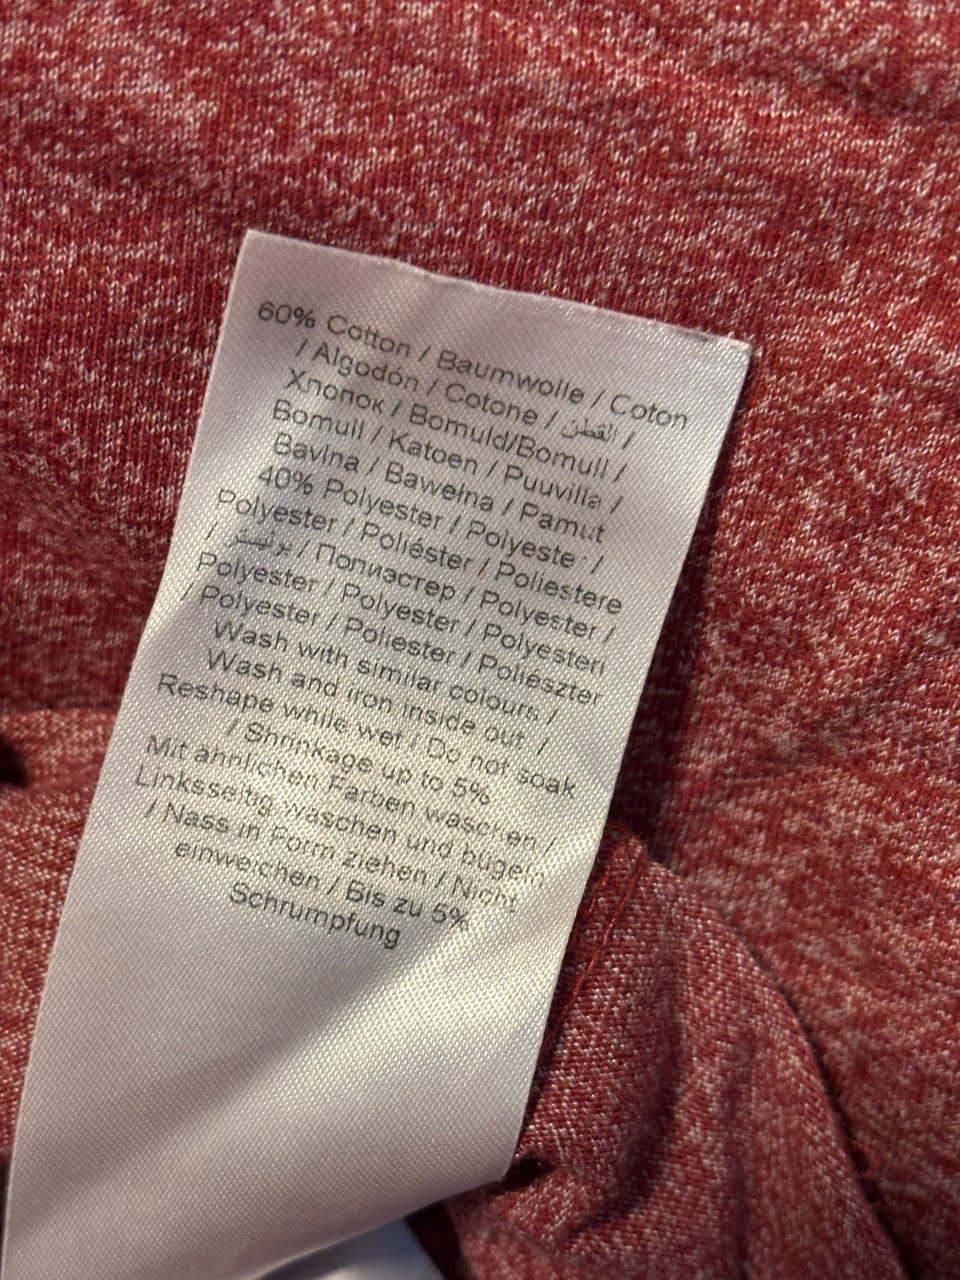 60% Cotton / Baumwolle / Coton
/ Algodón / Cotone / القطن /
Хлопок / Bomuld/Bomull /
Bomull / Katoen / Puuvilla /
Bavlna / Bawełna / Pamut
40% Polyester / Polyester /
Polyester / Poliéster / Poliestere
/ بوليستر / Полиэстер / Polyester /
Polyester / Polyester / Polyesteri
/ Polyester / Poliester / Poliészter
Wash with similar colours /
Wash and iron inside out /
Reshape while wet / Do not soak
/ Shrinkage up to 5%
Mit ähnlichen Farben waschen /
Linksseitig waschen und bügeln
/ Nass in Form ziehen / Nicht
einweichen / Bis zu 5%
Schrumpfung